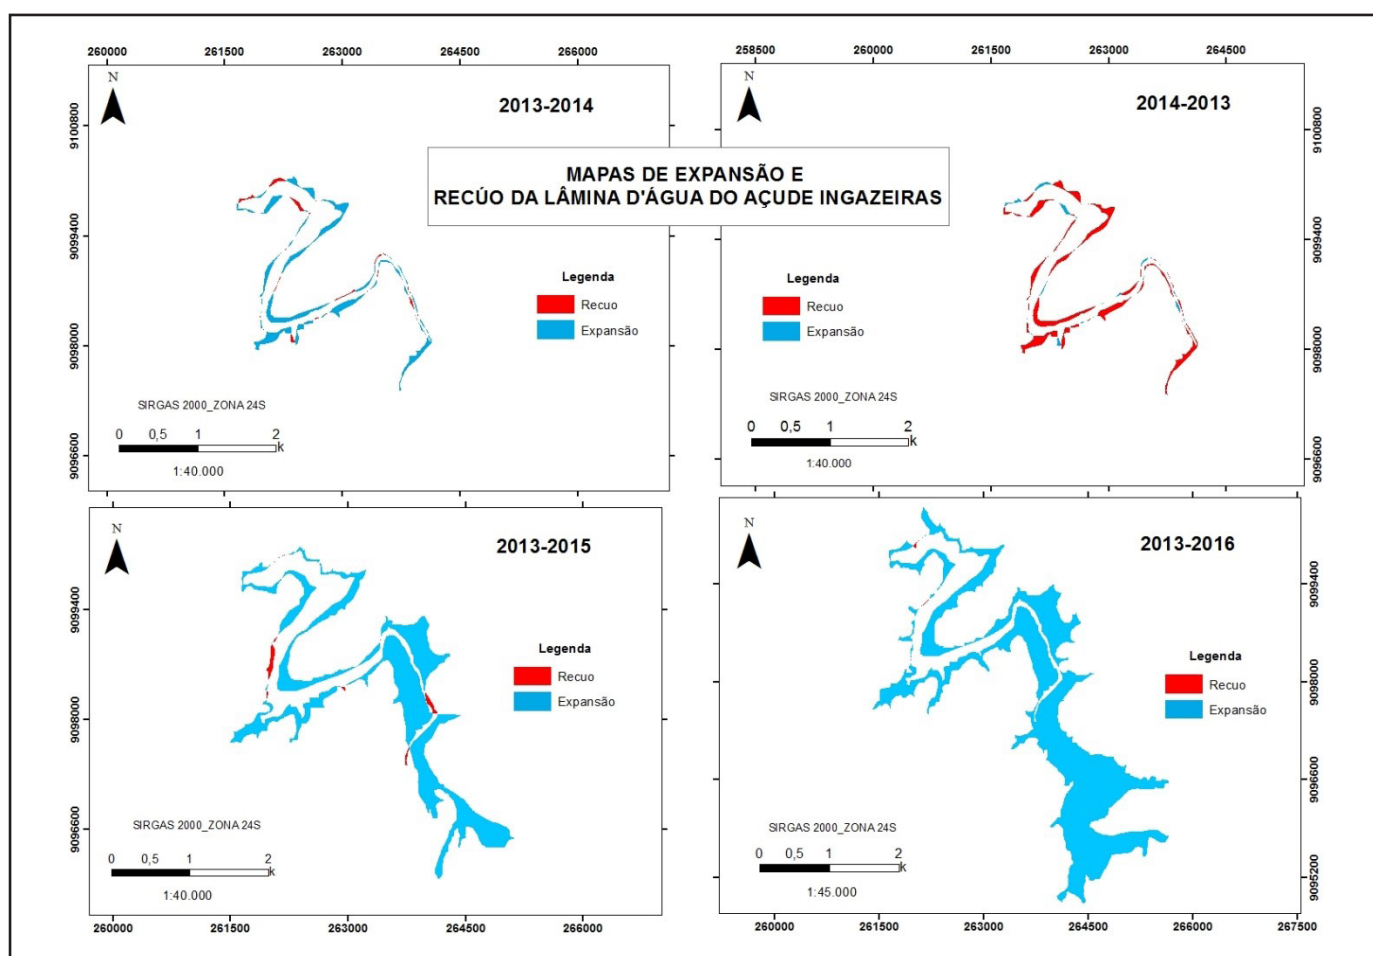 260000 261500 263000 264500 266000
258500 260000 261500 263000 264500
N
2013-2014
N
2014-2013
9100800
9100800
MAPAS DE EXPANSÃO E
RECÚO DA LÂMINA D'ÁGUA DO AÇUDE INGAZEIRAS
9099400
9099400
Legenda
Recuo
Expansão
Legenda
Recuo
Expansão
9098000
9098000
SIRGAS 2000_ZONA 24S
0 0,5 1 2
k
1:40.000
SIRGAS 2000_ZONA 24S
0 0,5 1 2
k
1:40.000
9096600
9096600
N
2013-2015
N
2013-2016
9099400
9099400
Legenda
Recuo
Expansão
Legenda
Recuo
Expansão
9098000
9098000
9096600
9096600
SIRGAS 2000_ZONA 24S
0 0,5 1 2
k
1:40.000
SIRGAS 2000_ZONA 24S
0 0,5 1 2
k
1:45.000
9095200
260000 261500 263000 264500 266000
260000 261500 263000 264500 266000 267500